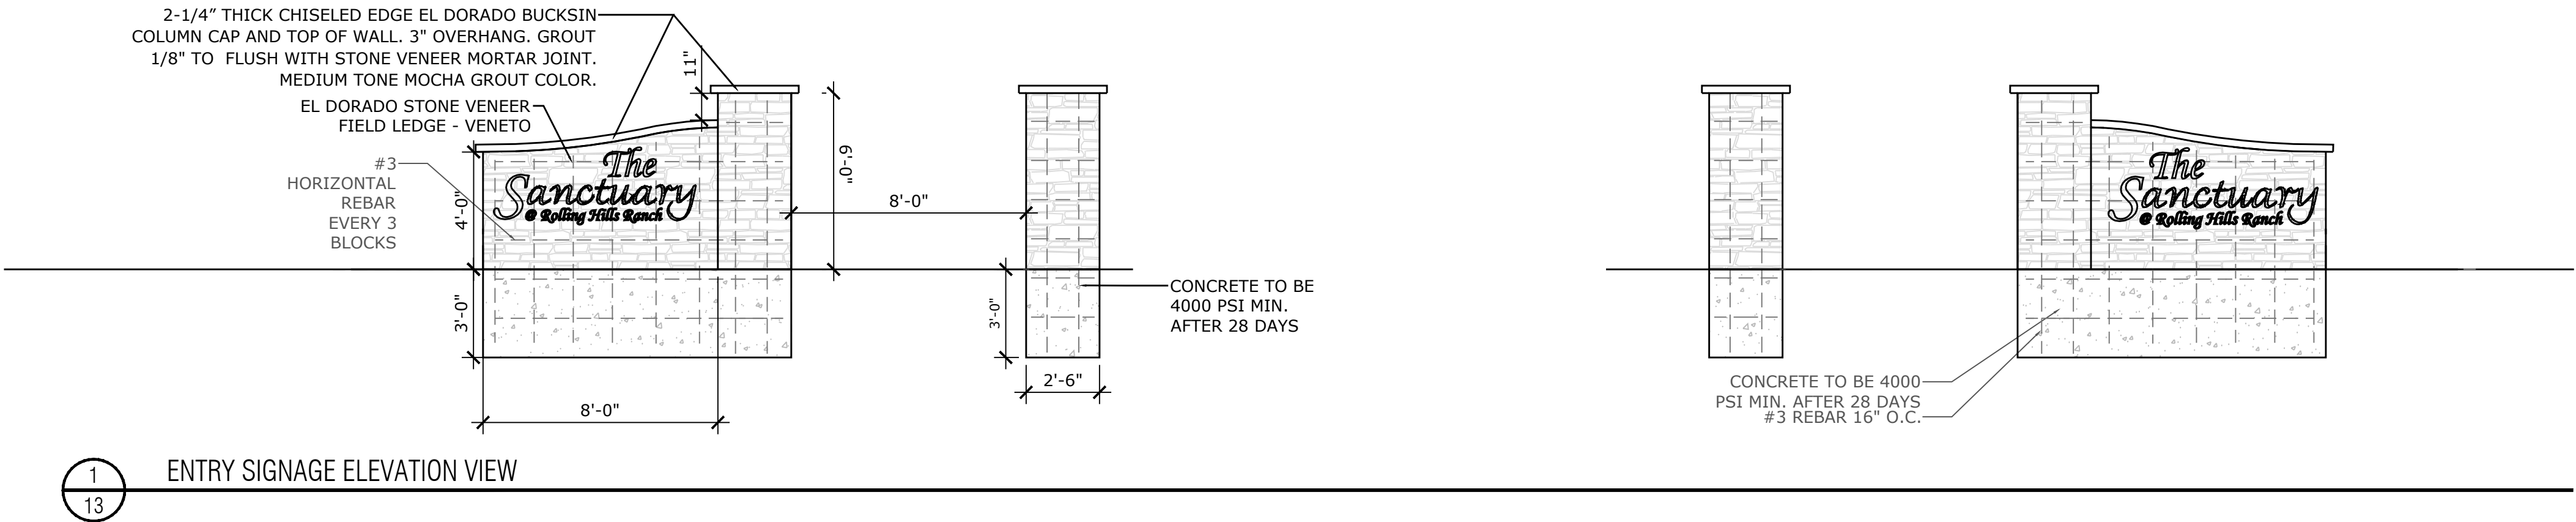 2-1/4” THICK CHISELED EDGE EL DORADO BUCKSIN
COLUMN CAP AND TOP OF WALL. 3" OVERHANG. GROUT
1/8" TO FLUSH WITH STONE VENEER MORTAR JOINT.
MEDIUM TONE MOCHA GROUT COLOR.
EL DORADO STONE VENEER
FIELD LEDGE - VENETO
#3
HORIZONTAL
REBAR
EVERY 3
BLOCKS
11"
6'-0"
4'-0"
3'-0"
8'-0"
The
Sanctuary
@ Rolling Hills Ranch
8'-0"
3'-0"
2'-6"
CONCRETE TO BE
4000 PSI MIN.
AFTER 28 DAYS
The
Sanctuary
@ Rolling Hills Ranch
CONCRETE TO BE 4000
PSI MIN. AFTER 28 DAYS
#3 REBAR 16" O.C.
1
13
ENTRY SIGNAGE ELEVATION VIEW